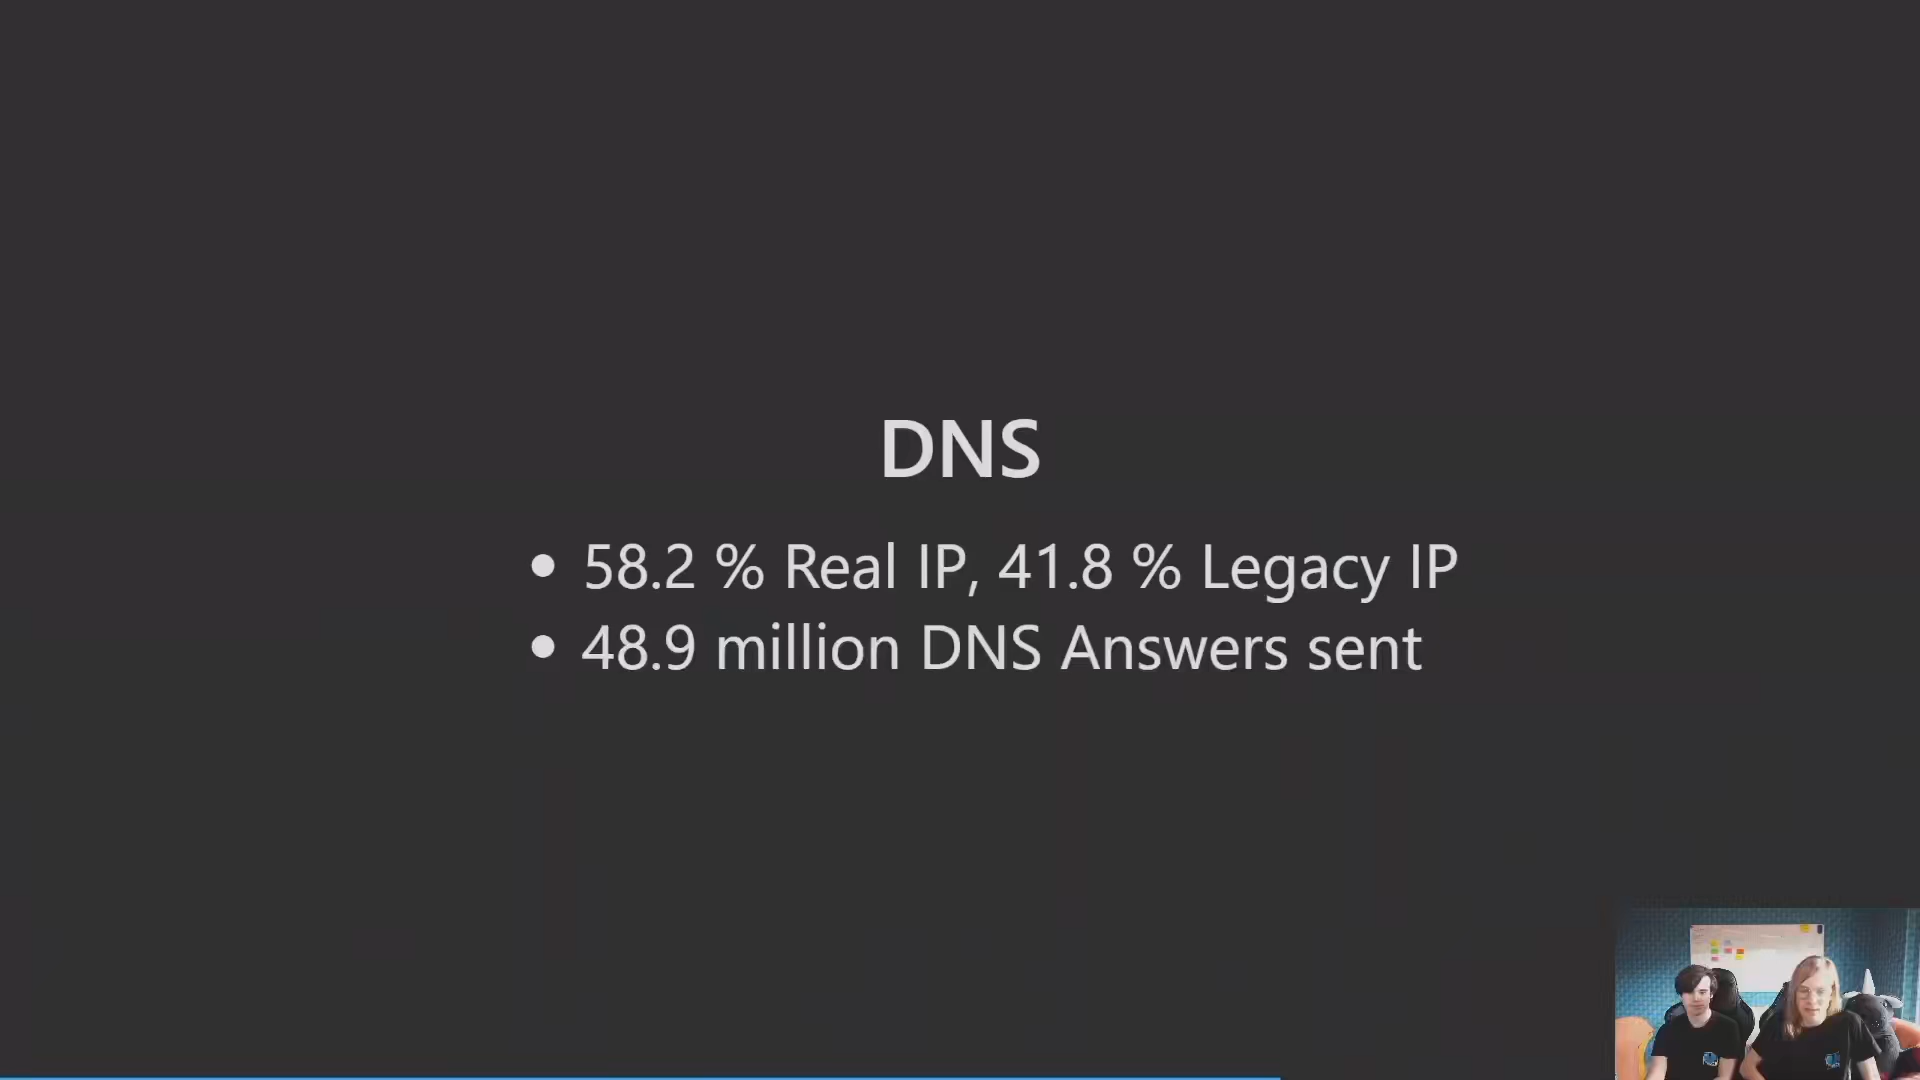 DNS
• 58.2 % Real IP, 41.8 % Legacy IP
• 48.9 million DNS Answers sent